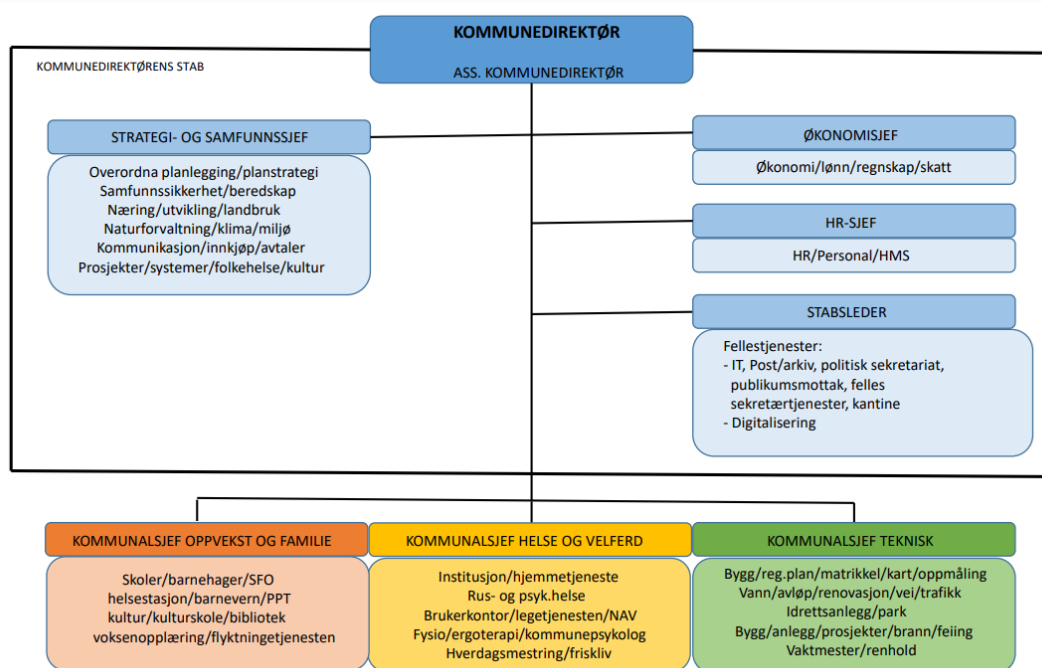 KOMMUNEDIREKTØR
ASS. KOMMUNEDIREKTØR
KOMMUNEDIREKTØRENS STAB
STRATEGI- OG SAMFUNNSSJEF
Overordna planlegging/planstrategi
Samfunnssikkerhet/beredskap
Næring/utvikling/landbruk
Naturforvaltning/klima/miljø
Kommunikasjon/innkjøp/avtaler
Prosjekter/systemer/folkehelse/kultur
ØKONOMISJEF
Økonomi/lønn/regnskap/skatt
HR-SJEF
HR/Personal/HMS
STABSLEDER
Fellestjenester:
- IT, Post/arkiv, politisk sekretariat,
publikumsmottak, felles
sekretærtjenester, kantine
- Digitalisering
KOMMUNALSJEF OPPVEKST OG FAMILIE
Skoler/barnehager/SFO
helsestasjon/barnevern/PPT
kultur/kulturskole/bibliotek
voksenopplæring/flyktningetjenesten
KOMMUNALSJEF HELSE OG VELFERD
Institusjon/hjemmetjeneste
Rus- og psyk.helse
Brukerkontor/legetjenesten/NAV
Fysio/ergoterapi/kommunepsykolog
Hverdagsmestring/friskliv
KOMMUNALSJEF TEKNISK
Bygg/reg.plan/matrikkel/kart/oppmåling
Vann/avløp/renovasjon/vei/trafikk
Idrettsanlegg/park
Bygg/anlegg/prosjekter/brann/feiing
Vaktmester/renhold